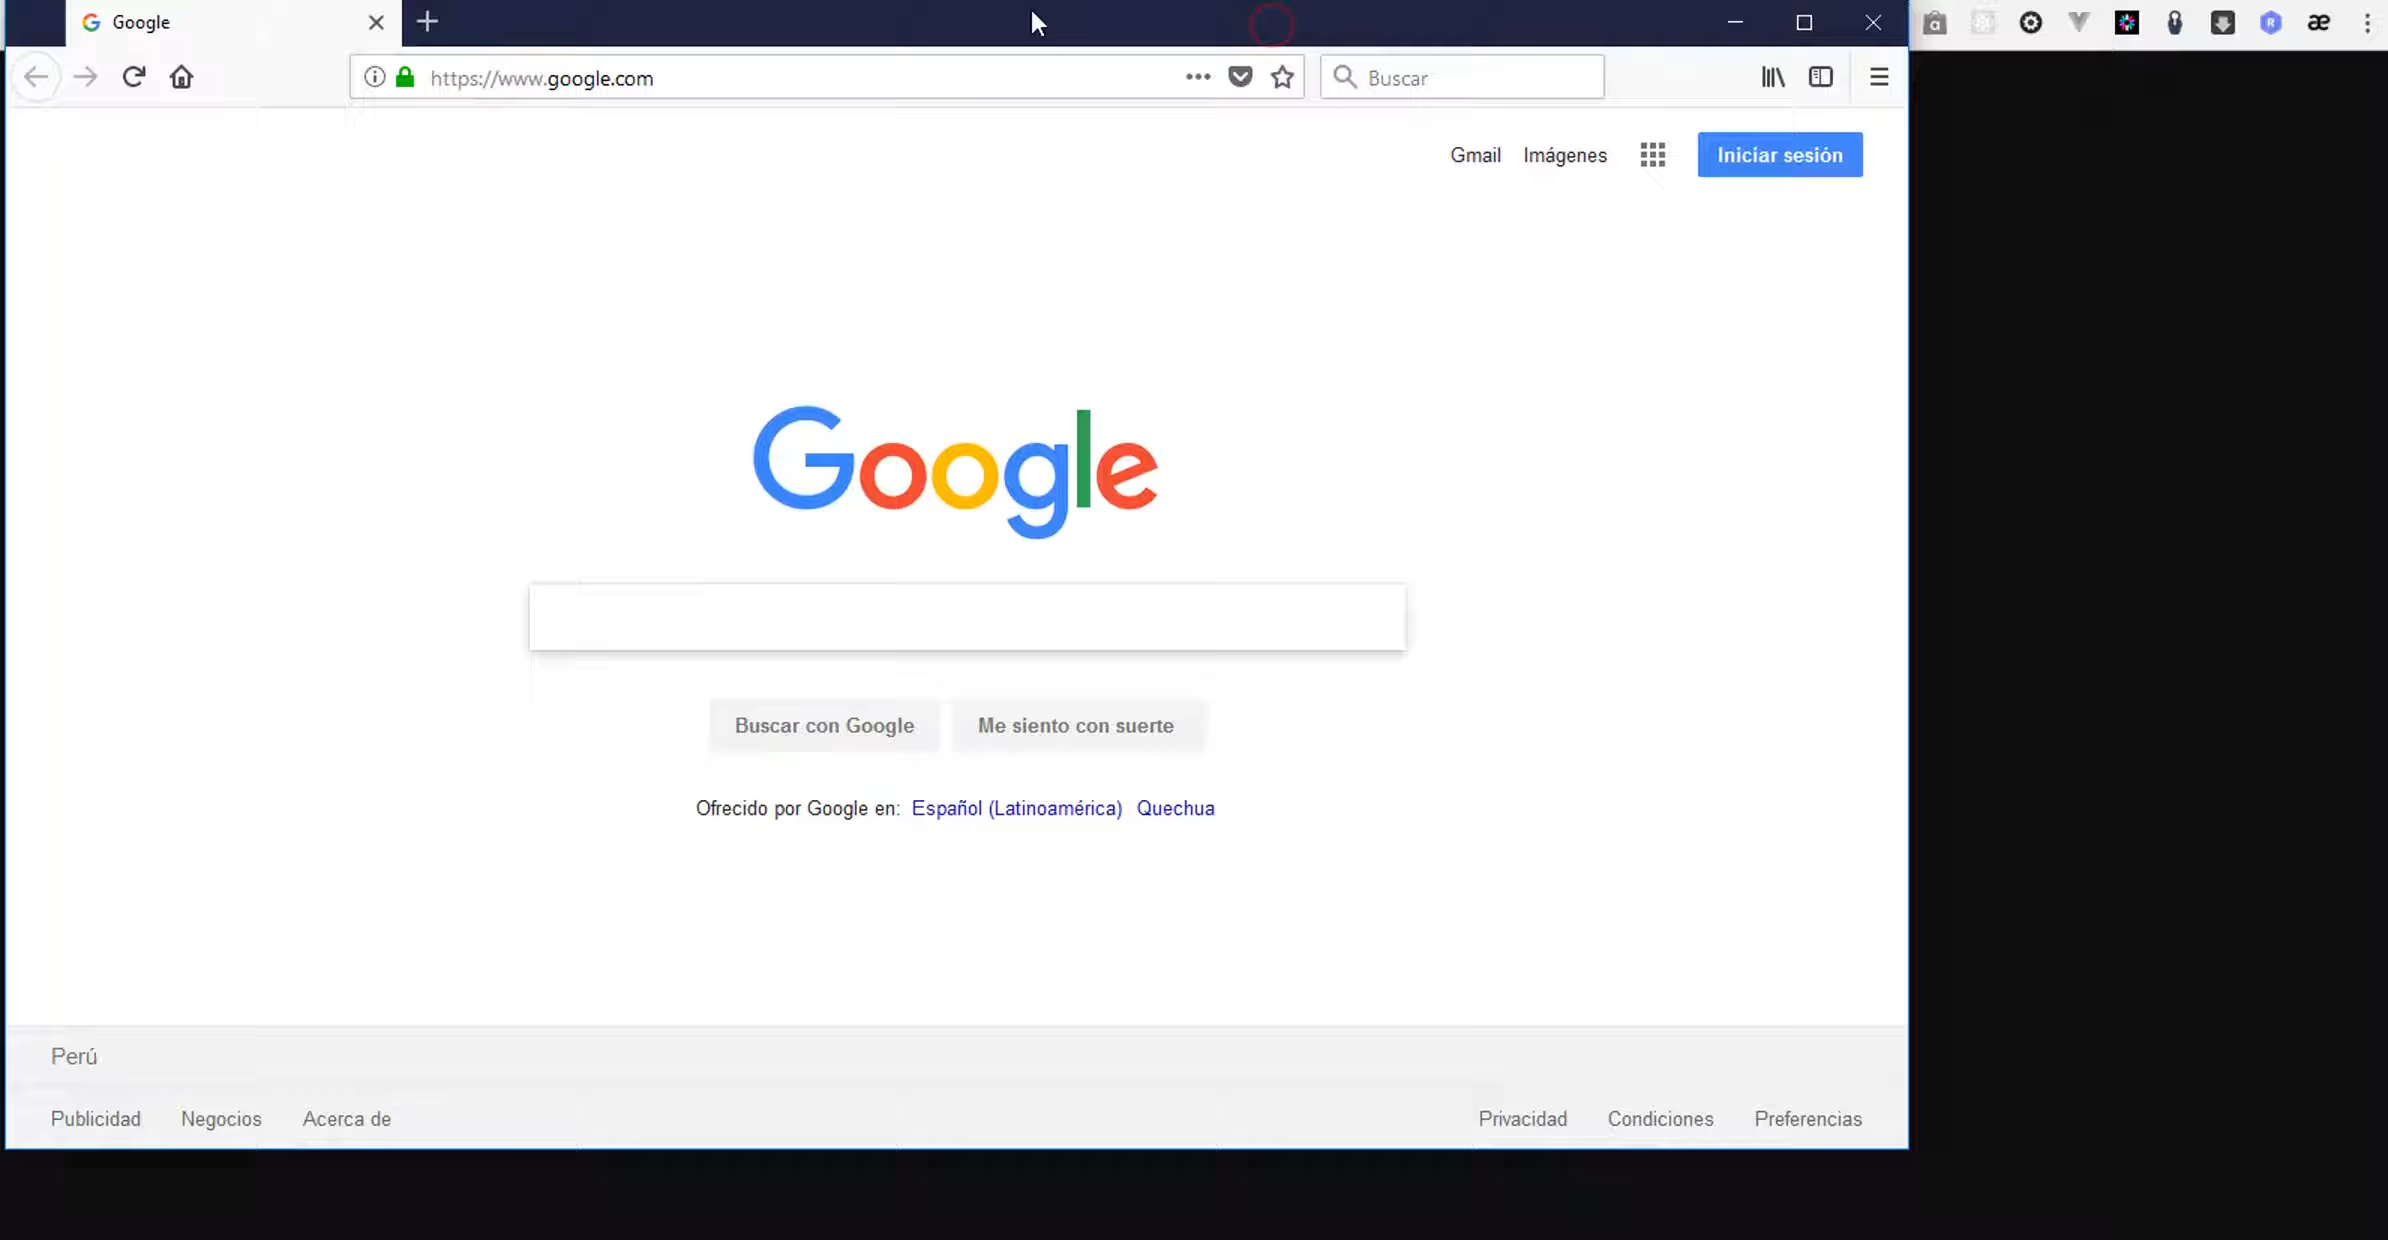 Google
https://www.google.com
Buscar
Gmail Imágenes Iniciar sesión
Google
Buscar con Google Me siento con suerte
Ofrecido por Google en: Español (Latinoamérica) Quechua
Perú
Publicidad Negocios Acerca de Privacidad Condiciones Preferencias